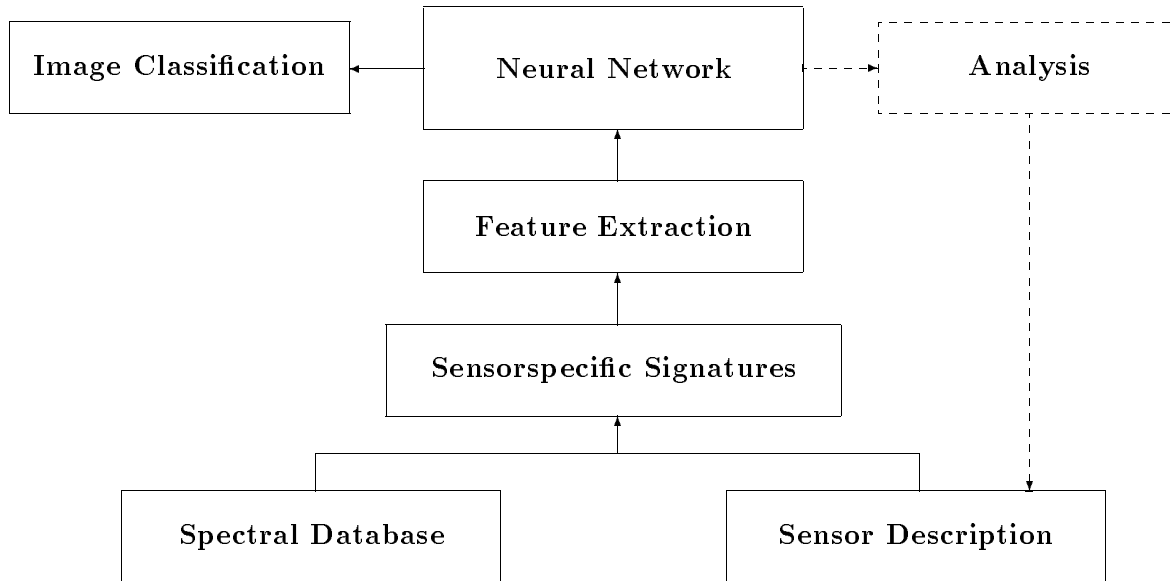 Image Classification
Neural Network
Analysis
Feature Extraction
Sensorspecific Signatures
Spectral Database
Sensor Description